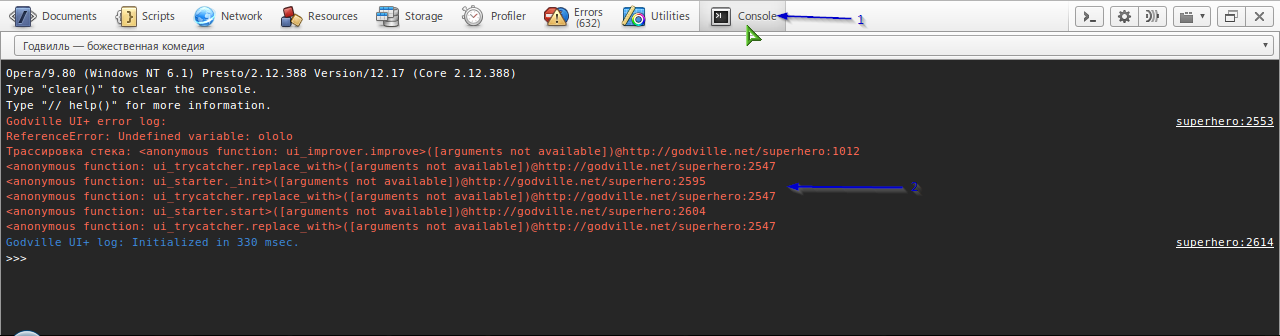 Documents Scripts Network Resources Storage Profiler Errors (632) Utilities Console 1
Годвилль — божественная комедия
Opera/9.80 (Windows NT 6.1) Presto/2.12.388 Version/12.17 (Core 2.12.388)
Type "clear()" to clear the console.
Type "// help()" for more information.
Godville UI+ error log: superhero:2553
ReferenceError: Undefined variable: ololo
Трассировка стека: <anonymous function: ui_improver.improve>([arguments not available])@http://godville.net/superhero:1012
<anonymous function: ui_trycatcher.replace_with>([arguments not available])@http://godville.net/superhero:2547
<anonymous function: ui_starter._init>([arguments not available])@http://godville.net/superhero:2595
2
<anonymous function: ui_trycatcher.replace_with>([arguments not available])@http://godville.net/superhero:2547
<anonymous function: ui_starter.start>([arguments not available])@http://godville.net/superhero:2604
<anonymous function: ui_trycatcher.replace_with>([arguments not available])@http://godville.net/superhero:2547
Godville UI+ log: Initialized in 330 msec. superhero:2614
>>>